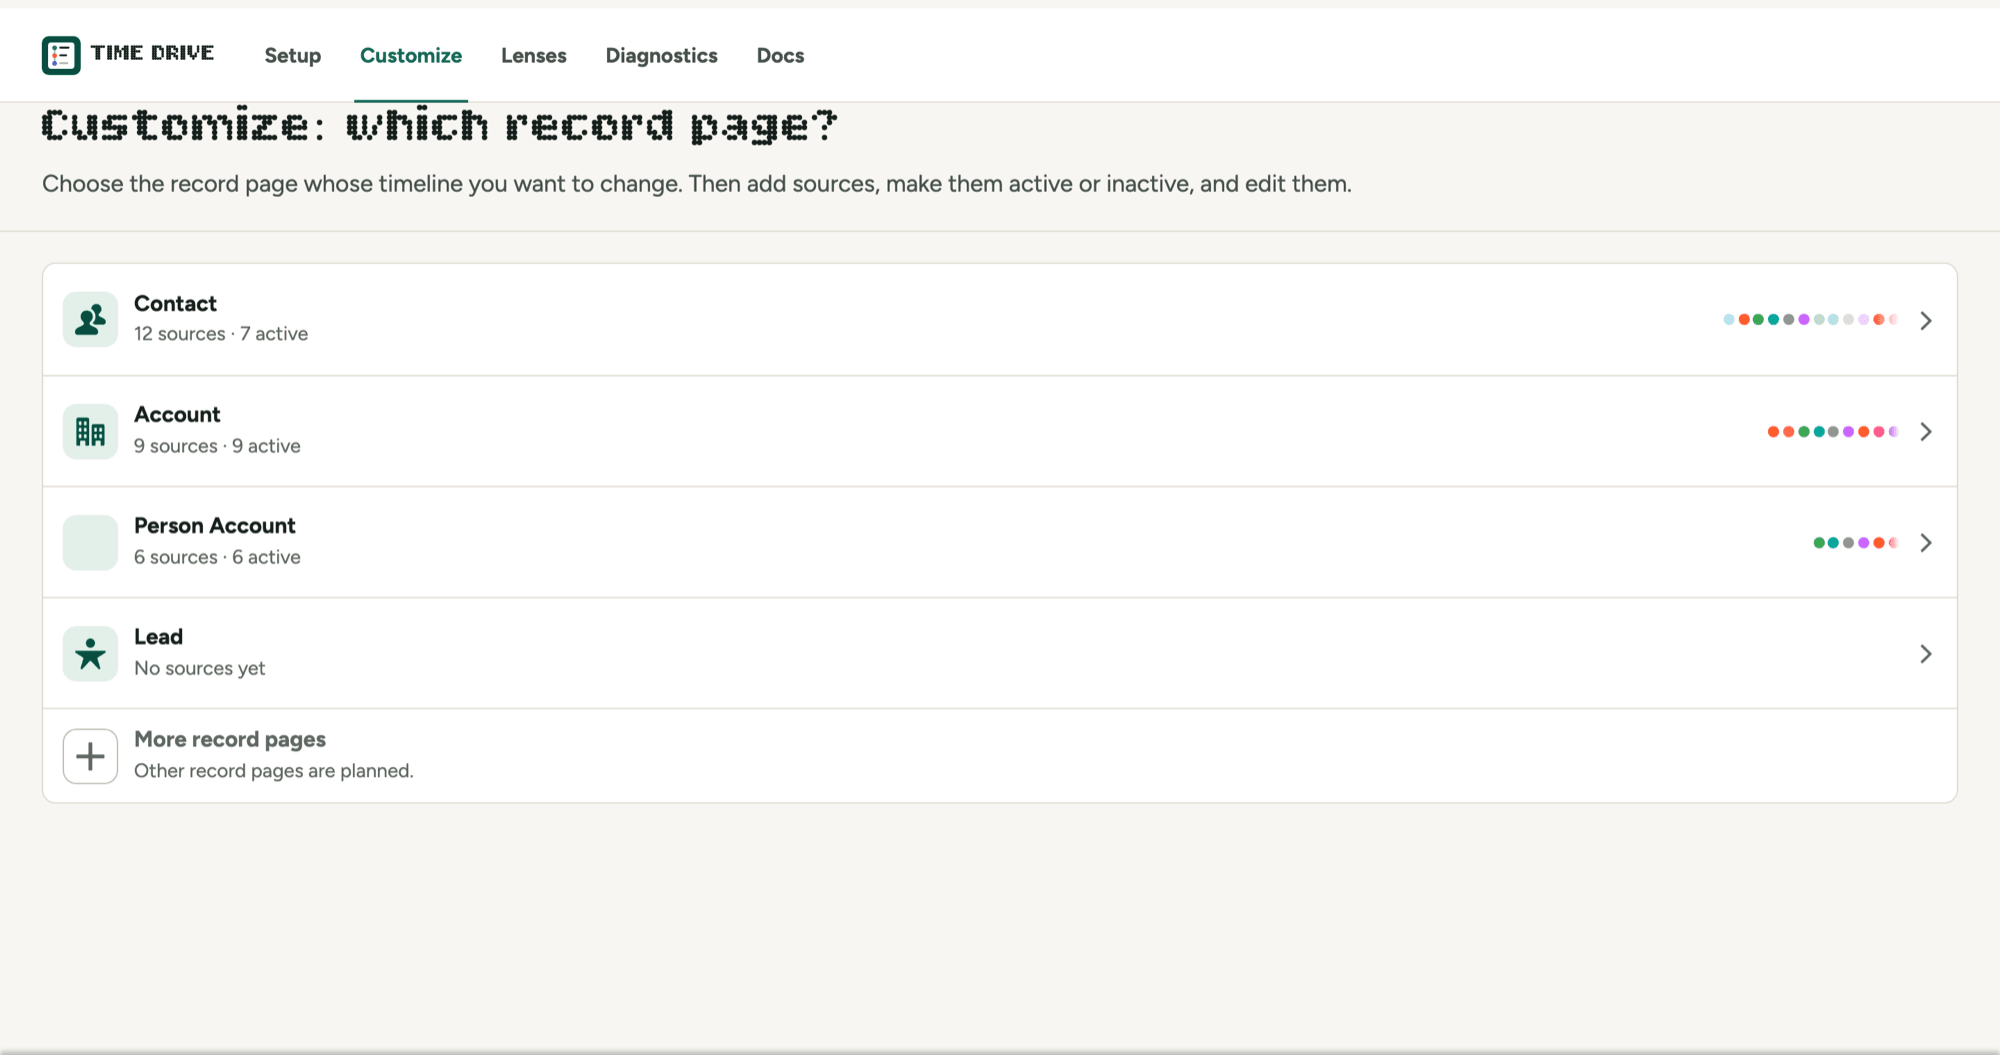 TIME DRIVE
Setup
Customize
Lenses
Diagnostics
Docs
Customize: which record page?
Choose the record page whose timeline you want to change. Then add sources, make them active or inactive, and edit them.
Contact
12 sources · 7 active
Account
9 sources · 9 active
Person Account
6 sources · 6 active
Lead
No sources yet
More record pages
Other record pages are planned.